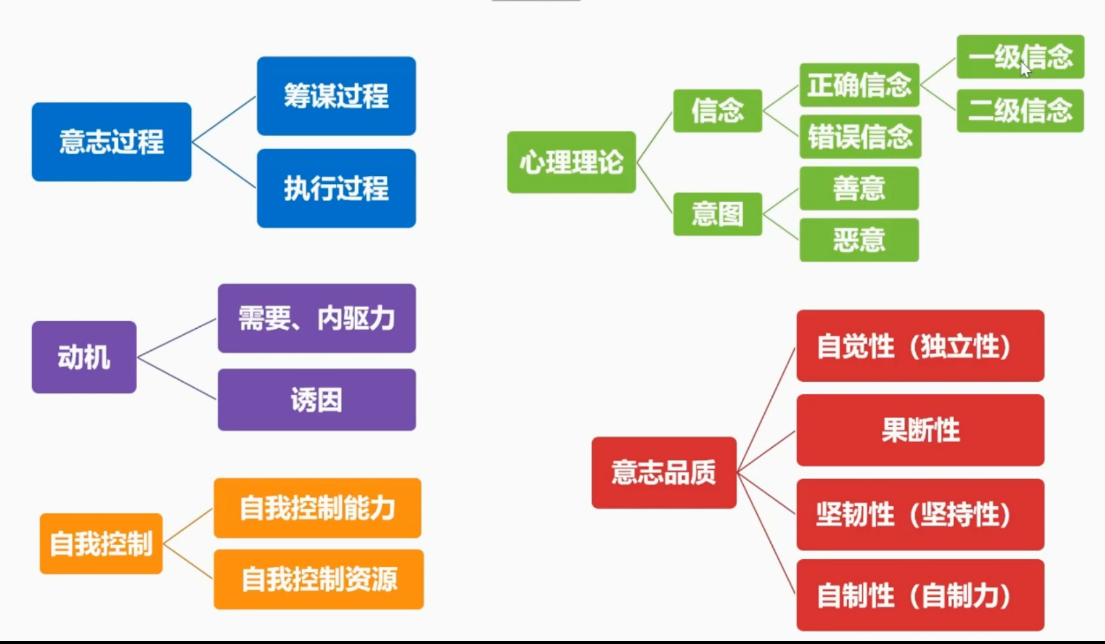 意志过程
筹谋过程
执行过程
心理理论
信念
正确信念
一级信念
二级信念
错误信念
意图
善意
恶意
动机
需要、内驱力
诱因
自我控制
自我控制能力
自我控制资源
意志品质
自觉性（独立性）
果断性
坚韧性（坚持性）
自制性（自制力）